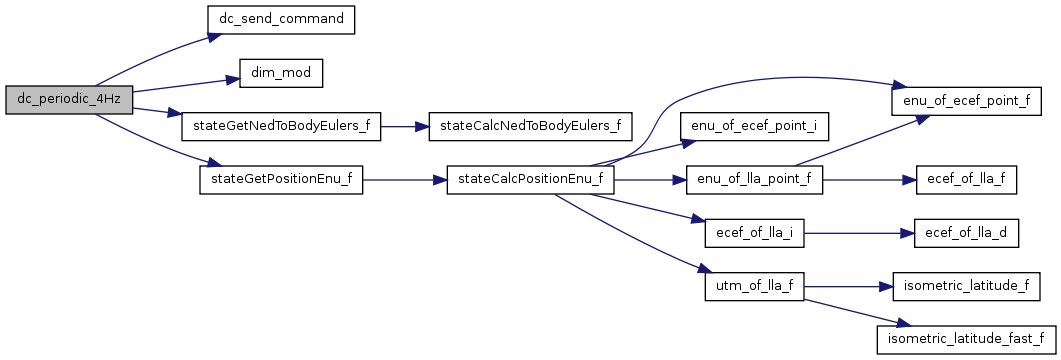 dc_send_command
dim_mod
dc_periodic_4Hz
enu_of_ecef_point_f
stateGetNedToBodyEulers_f
stateCalcNedToBodyEulers_f
enu_of_ecef_point_i
stateGetPositionEnu_f
stateCalcPositionEnu_f
enu_of_lla_point_f
ecef_of_lla_f
ecef_of_lla_i
ecef_of_lla_d
utm_of_lla_f
isometric_latitude_f
isometric_latitude_fast_f